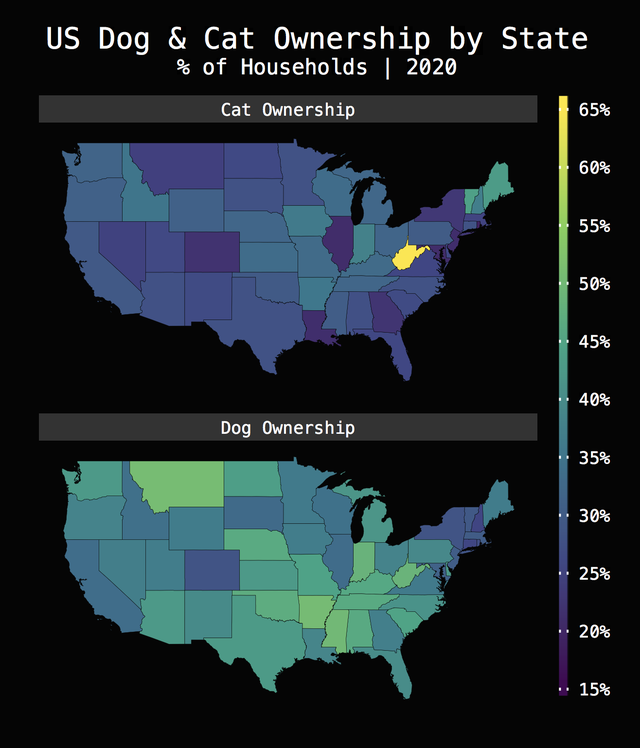 US Dog & Cat Ownership by State
% of Households | 2020
Cat Ownership
65%
60%
55%
50%
45%
40%
Dog Ownership
35%
30%
25%
20%
15%